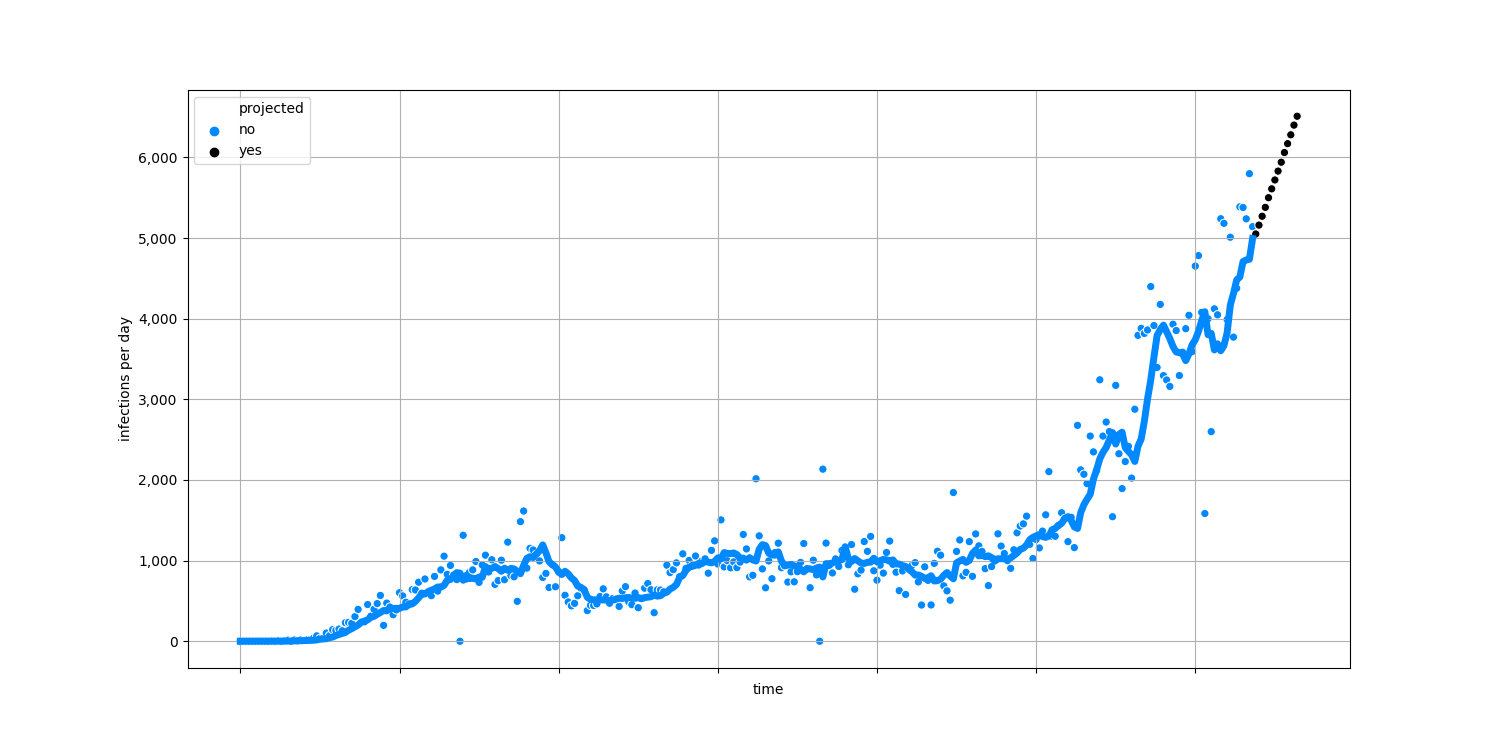 projected
no
yes
6,000
5,000
4,000
3,000
2,000
1,000
0
infections per day
time